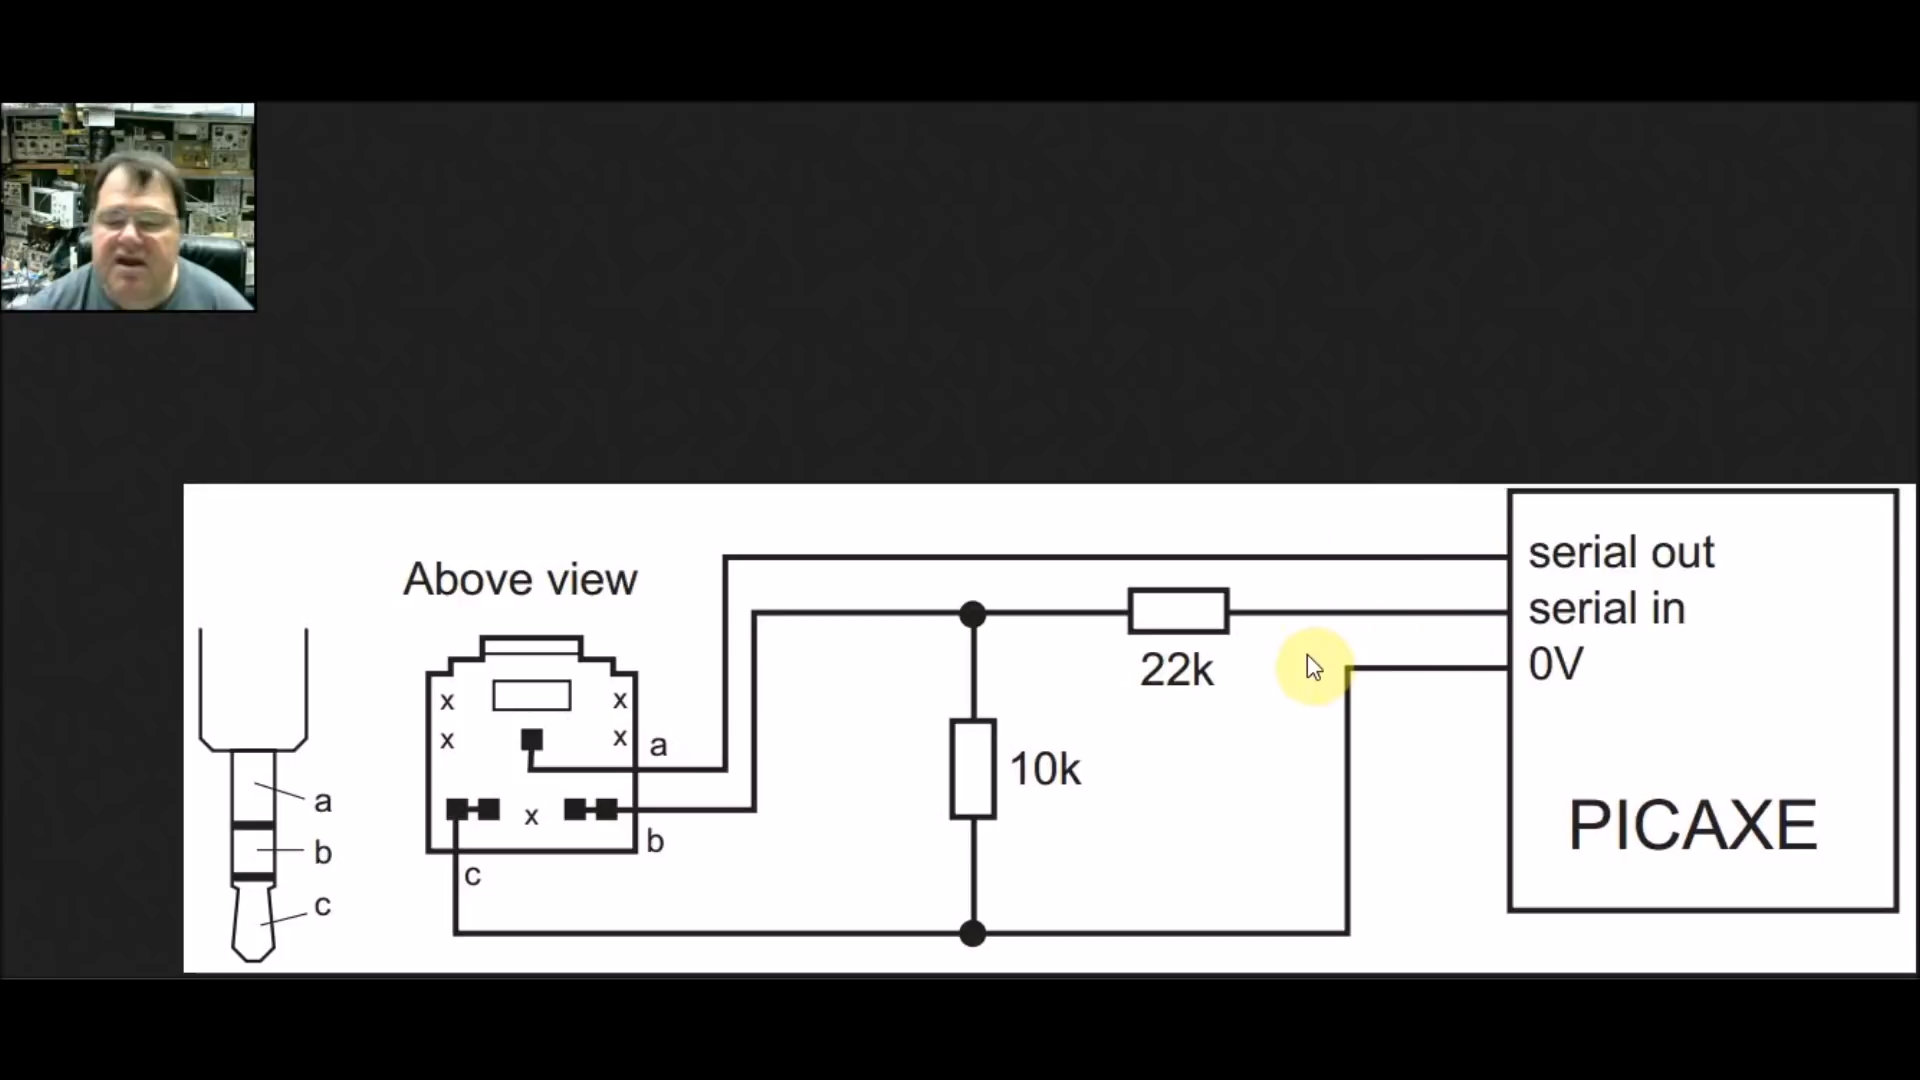 Above view
serial out
serial in
0V
22k
x x
x x
a
10k
x
b
c
a
b
c
PICAXE